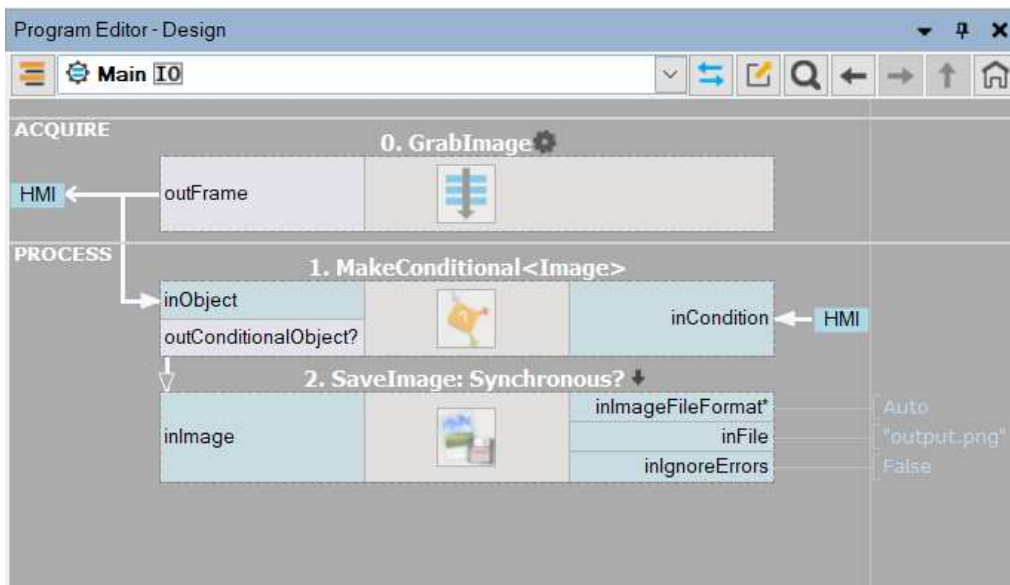 Program Editor - Design
Main IO
ACQUIRE
0. GrabImage
HMI
outFrame
PROCESS
1. MakeConditional<Image>
inObject
outConditionalObject?
inCondition
HMI
2. SaveImage: Synchronous?
inImage
inImageFileFormat*
Auto
inFile
"output.png"
inIgnoreErrors
False